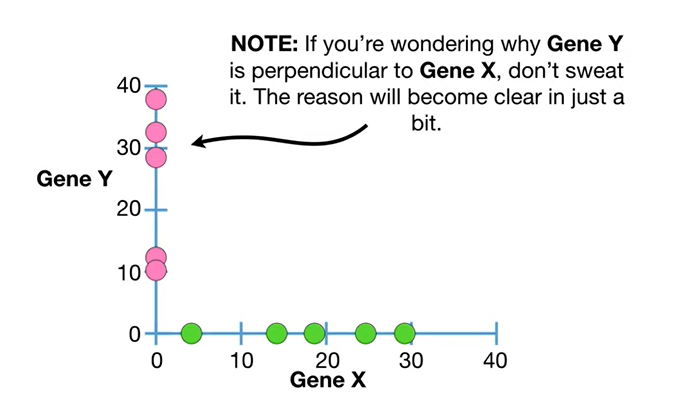 NOTE: If you’re wondering why Gene Y
is perpendicular to Gene X, don’t sweat
it. The reason will become clear in just a
bit.
40
30
Gene Y
20
10
0
0 10 20 30 40
Gene X